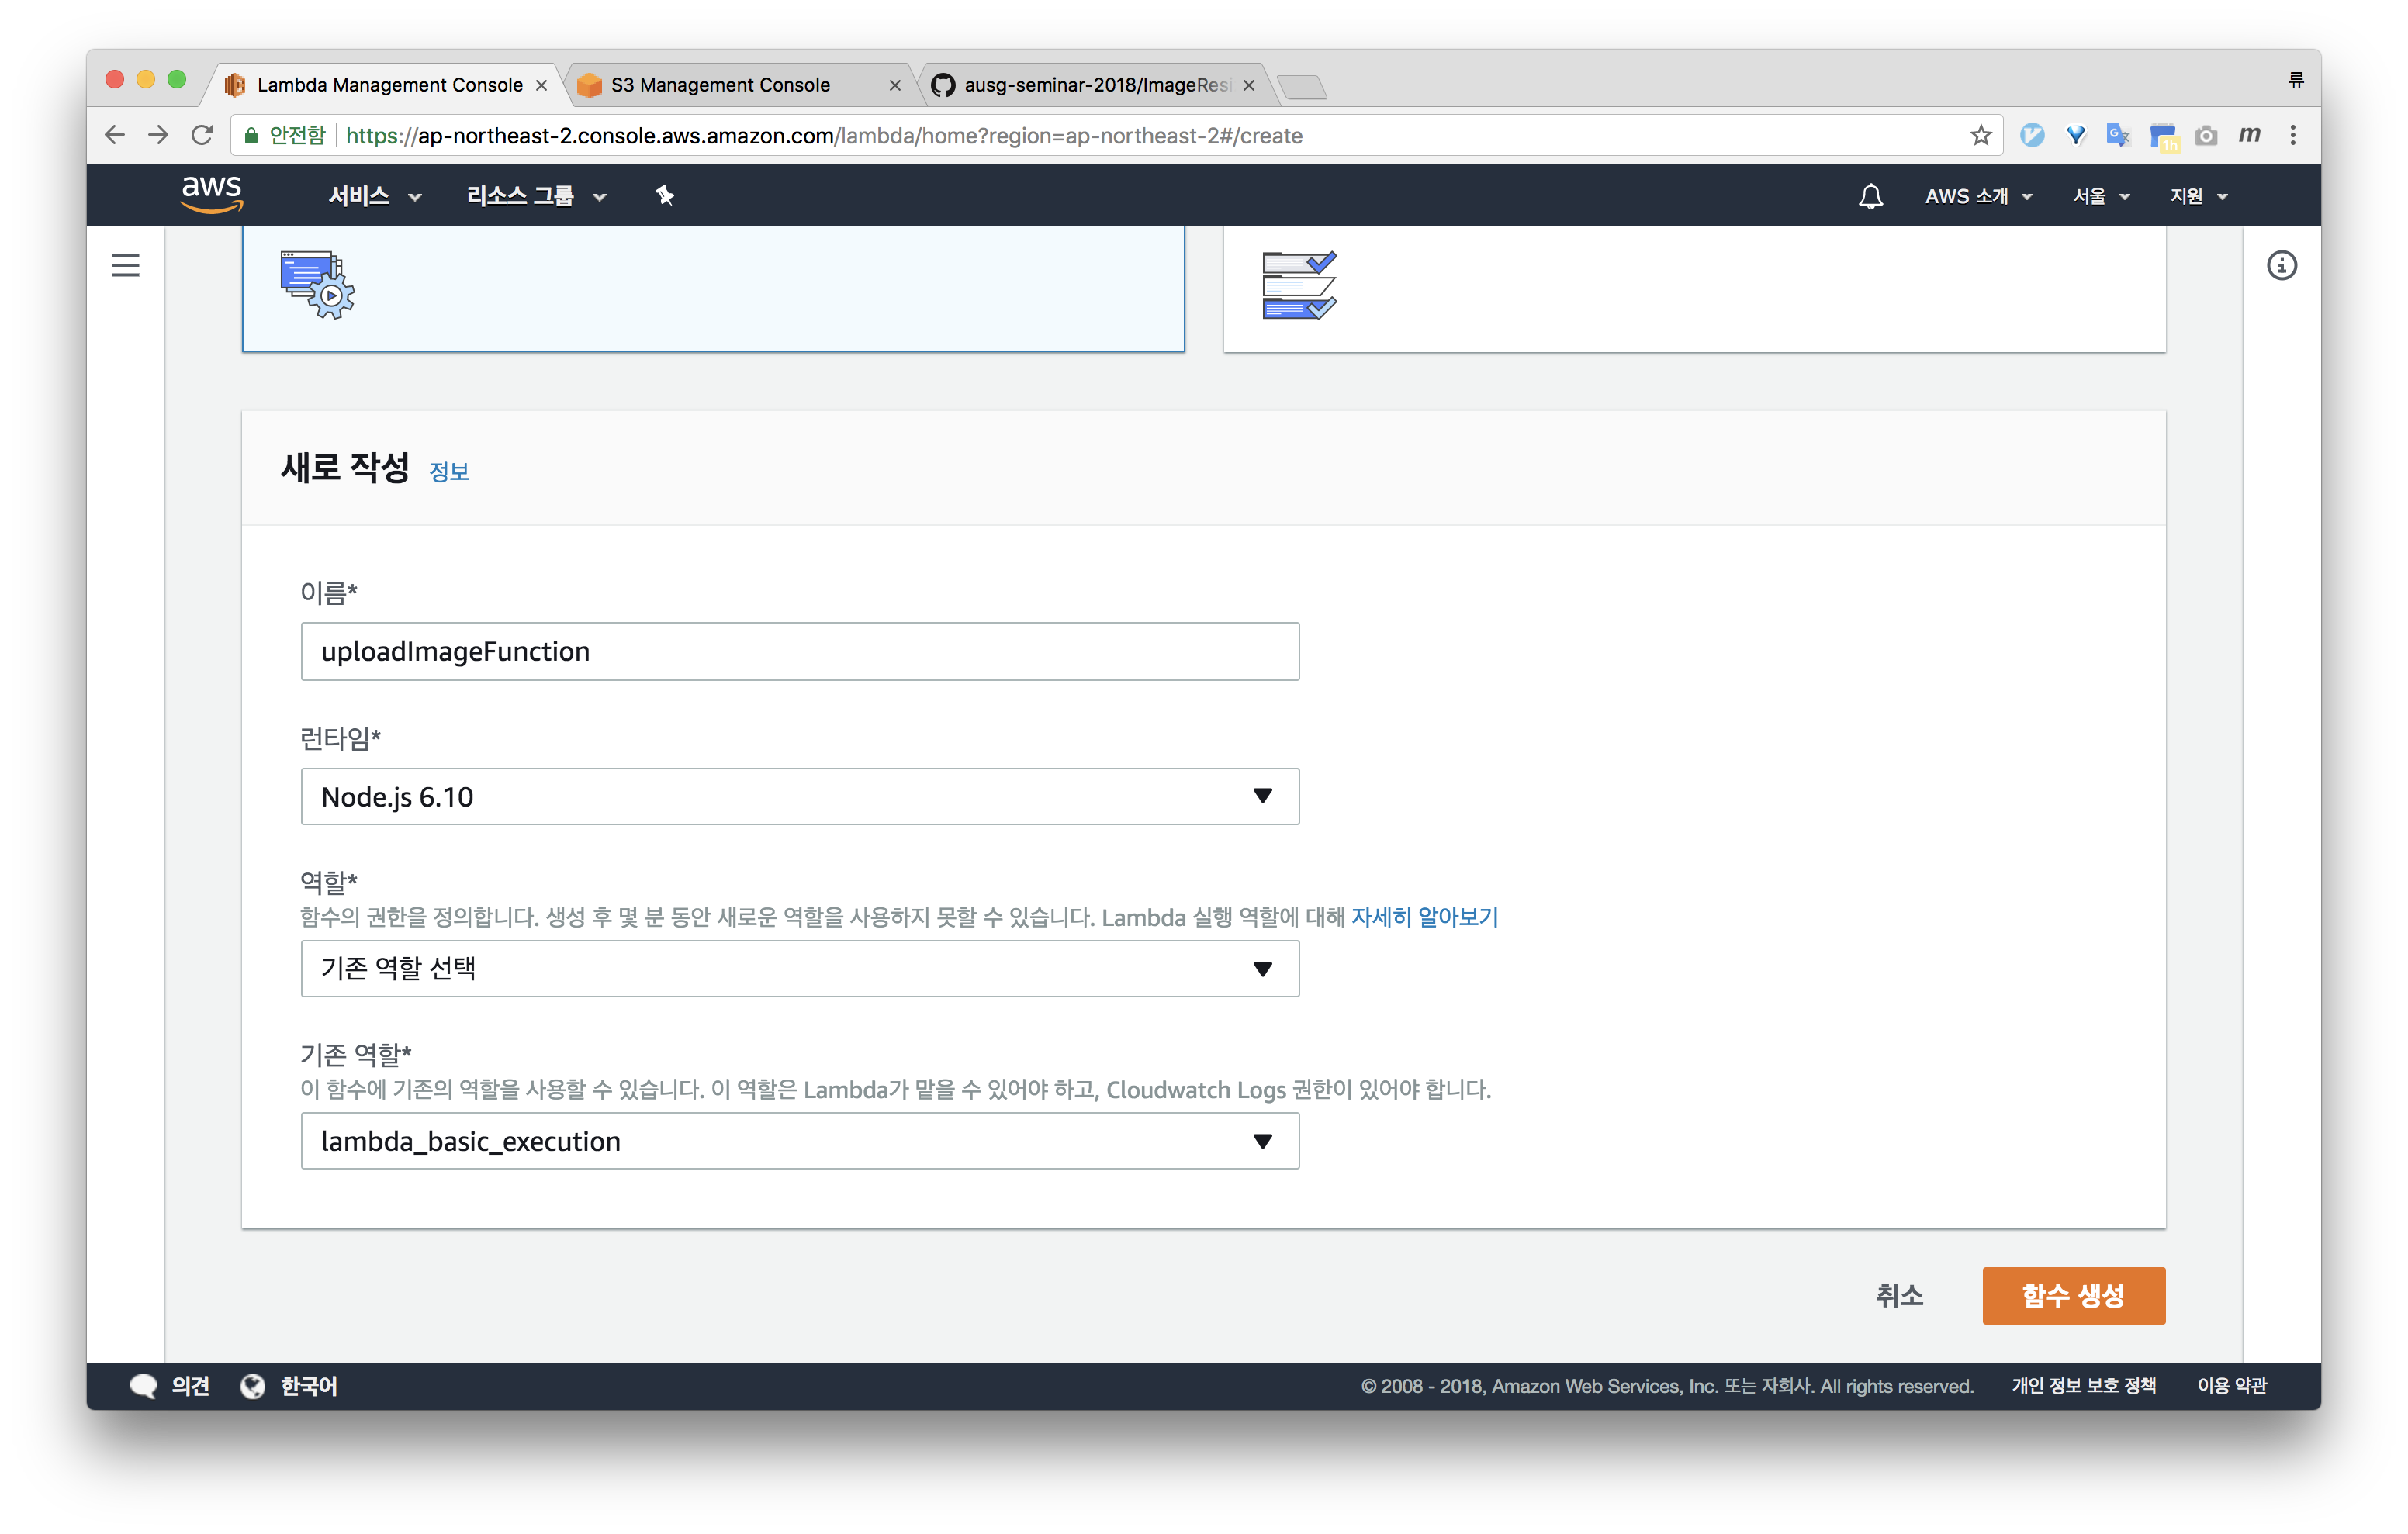 Lambda Management Console
S3 Management Console
ausg-seminar-2018/ImageResi
류
안전함
https://ap-northeast-2.console.aws.amazon.com/lambda/home?region=ap-northeast-2#/create
1h
m
aws
서비스
리소스 그룹
AWS 소개
서울
지원
새로 작성 정보
이름*
uploadImageFunction
런타임*
Node.js 6.10
역할*
함수의 권한을 정의합니다. 생성 후 몇 분 동안 새로운 역할을 사용하지 못할 수 있습니다. Lambda 실행 역할에 대해 자세히 알아보기
기존 역할 선택
기존 역할*
이 함수에 기존의 역할을 사용할 수 있습니다. 이 역할은 Lambda가 맡을 수 있어야 하고, Cloudwatch Logs 권한이 있어야 합니다.
lambda_basic_execution
취소
함수 생성
의견
한국어
© 2008 - 2018, Amazon Web Services, Inc. 또는 자회사. All rights reserved.
개인 정보 보호 정책
이용 약관